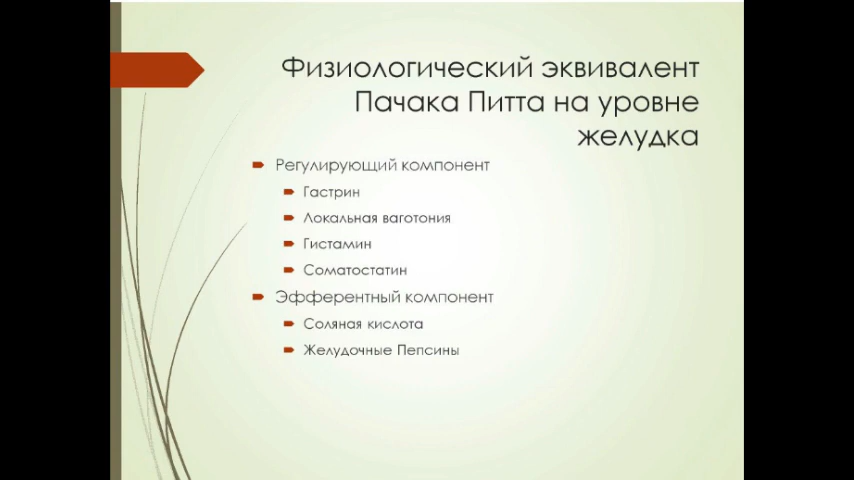 Физиологический эквивалент
Пачака Питта на уровне
желудка
Регулирующий компонент
Гастрин
Локальная ваготония
Гистамин
Соматостатин
Эфферентный компонент
Соляная кислота
Желудочные Пепсины